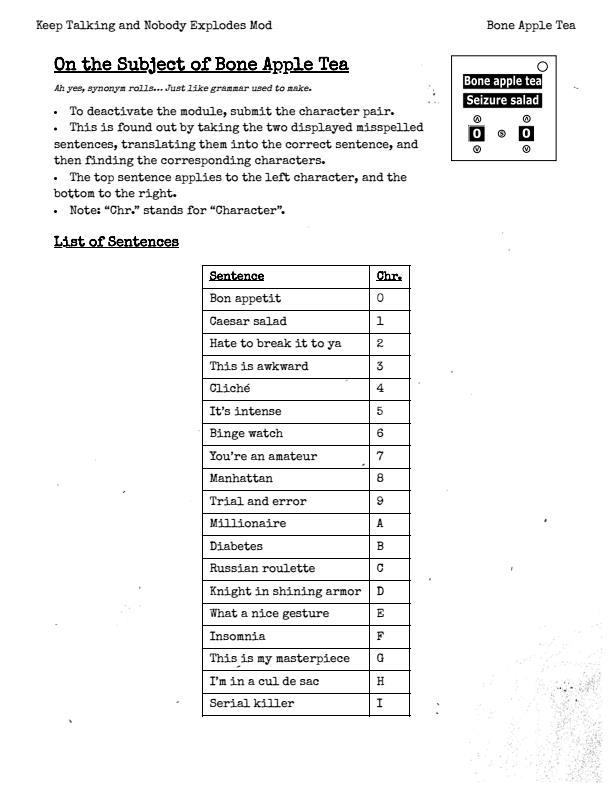 Keep Talking and Nobody Explodes Mod Bone Apple Tea
On the Subject of Bone Apple Tea
Ah yes, synonym rolls... Just like grammar used to make.
• To deactivate the module, submit the character pair.
• This is found out by taking the two displayed misspelled
sentences, translating them into the correct sentence, and
then finding the corresponding characters.
• The top sentence applies to the left character, and the
bottom to the right.
• Note: “Chr.” stands for “Character”.
Bone apple tea
Seizure salad
0 S 0
List of Sentences
Sentence Chr.
Bon appetit 0
Caesar salad 1
Hate to break it to ya 2
This is awkward 3
Cliché 4
It’s intense 5
Binge watch 6
You’re an amateur 7
Manhattan 8
Trial and error 9
Millionaire A
Diabetes B
Russian roulette C
Knight in shining armor D
What a nice gesture E
Insomnia F
This is my masterpiece G
I’m in a cul de sac H
Serial killer I